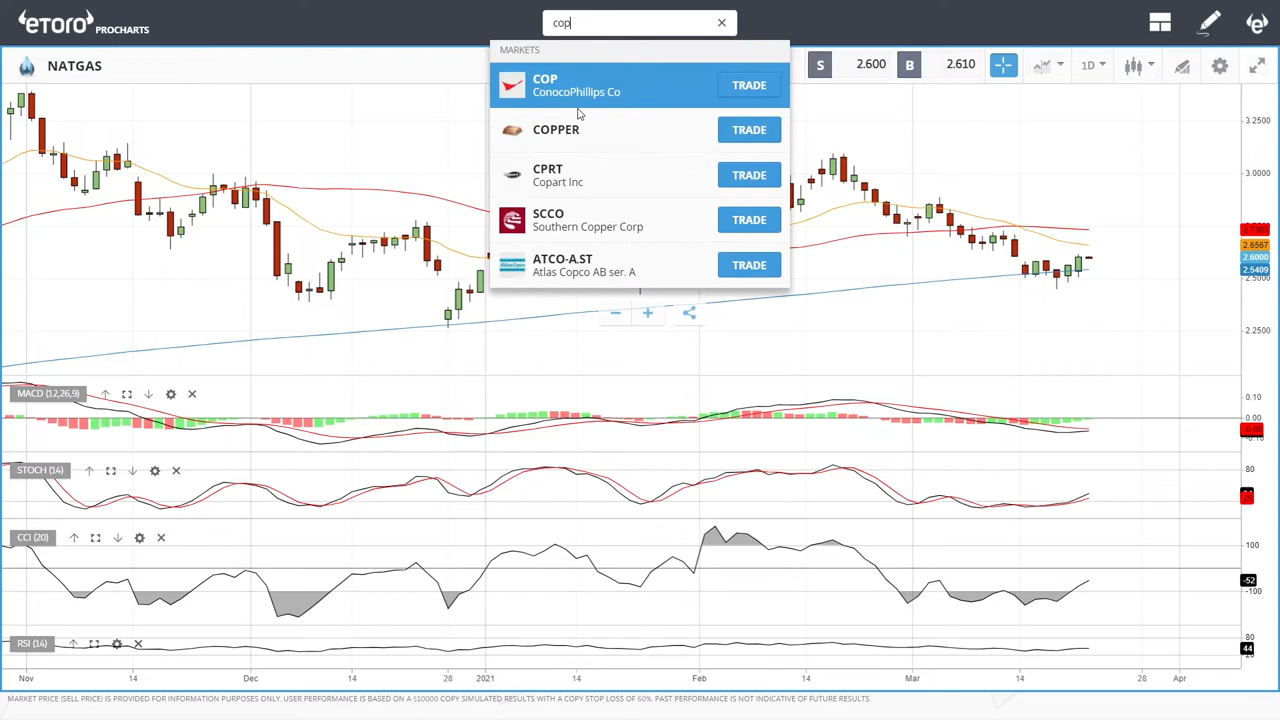 eToro PROCHARTS
cop
NATGAS
S 2.600 B 2.610
1D
MARKETS
COP
ConocoPhillips Co
TRADE
COPPER
TRADE
CPRT
Copart Inc
TRADE
SCCO
Southern Copper Corp
TRADE
ATCO-A.ST
Atlas Copco AB ser. A
TRADE
3.2500
3.0000
2.6567
2.6000
2.5409
2.5000
2.2500
MACD (12,26,9)
0.10
0.00
STOCH (14)
80
CCI (20)
100
-52
-100
RSI (14)
80
44
Nov 14 Dec 14 28 2021 14 Feb 14 Mar 14 28 Apr
MARKET PRICE (SELL PRICE) IS PROVIDED FOR INFORMATION PURPOSES ONLY. USER PERFORMANCE IS BASED ON A $10000 COPY SIMULATED RESULTS WITH A COPY STOP LOSS OF 60%. PAST PERFORMANCE IS NOT INDICATIVE OF FUTURE RESULTS.